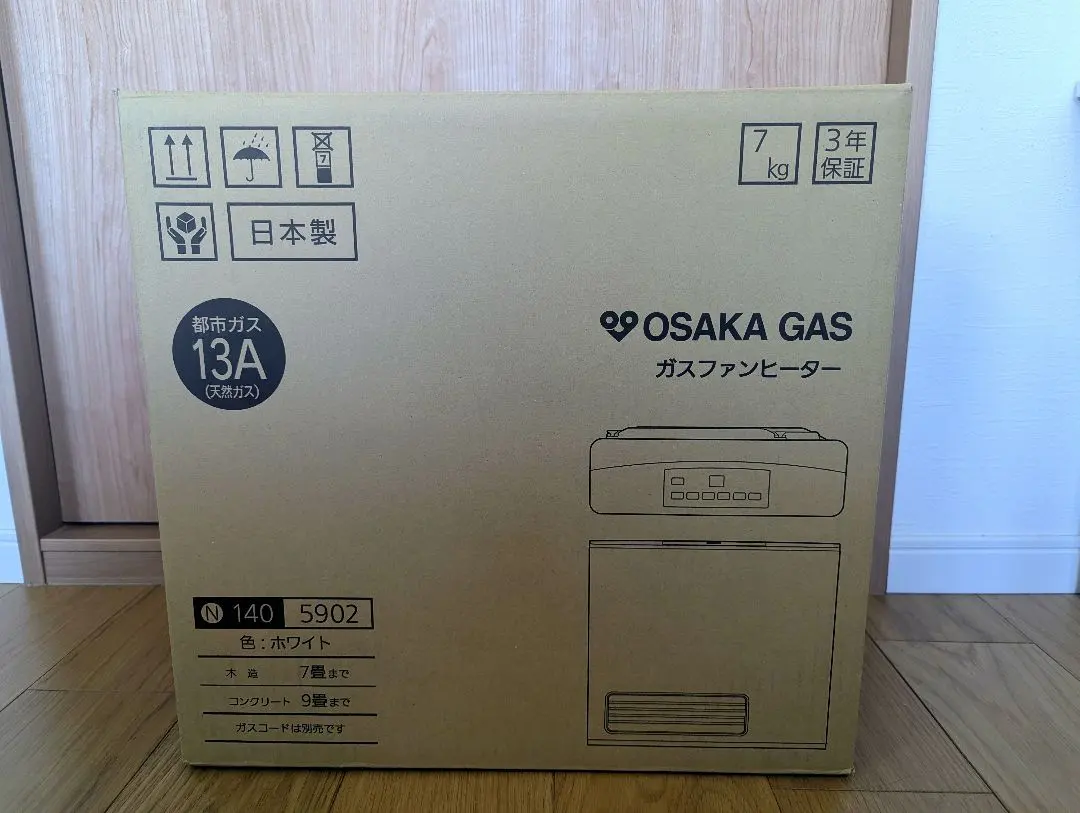 7
7 kg
3年
保証
日本製
都市ガス
13A
(天然ガス)
OSAKA GAS
ガスファンヒーター
N 140 5902
色:ホワイト
木造 7畳まで
コンクリート 9畳まで
ガスコードは別売です